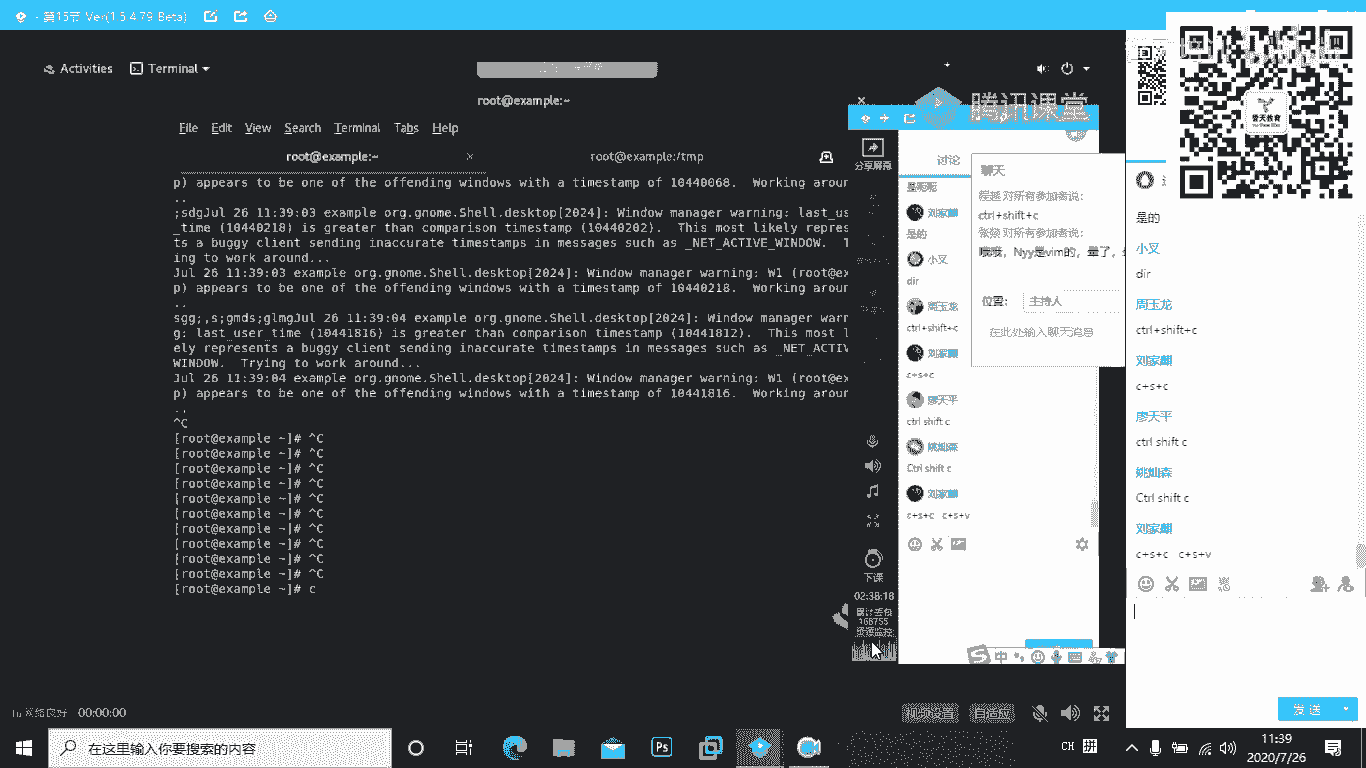 - 第15节 Ver(1.5.4.79 Beta)
Activities
Terminal
root@example:~
腾讯课堂
誉天教育
File Edit View Search Terminal Tabs Help
root@example:~
root@example:/tmp
p) appears to be one of the offending windows with a timestamp of 10440068. Working aroun
..
;sdgJul 26 11:39:03 example org.gnome.Shell.desktop[2024]: Window manager warning: last_us
_time (10440218) is greater than comparison timestamp (10440202). This most likely repres
ts a buggy client sending inaccurate timestamps in messages such as _NET_ACTIVE_WINDOW. T
ing to work around...
Jul 26 11:39:03 example org.gnome.Shell.desktop[2024]: Window manager warning: W1 (root@ex
p) appears to be one of the offending windows with a timestamp of 10440218. Working aroun
..
sgg;,s;gmds;glmgJul 26 11:39:04 example org.gnome.Shell.desktop[2024]: Window manager warn
g: last_user_time (10441816) is greater than comparison timestamp (10441812). This most l
ely represents a buggy client sending inaccurate timestamps in messages such as _NET_ACTIV
WINDOW. Trying to work around...
Jul 26 11:39:04 example org.gnome.Shell.desktop[2024]: Window manager warning: W1 (root@ex
p) appears to be one of the offending windows with a timestamp of 10441816. Working aroun
..
^C
[root@example ~]# ^C
[root@example ~]# ^C
[root@example ~]# ^C
[root@example ~]# ^C
[root@example ~]# ^C
[root@example ~]# ^C
[root@example ~]# ^C
[root@example ~]# ^C
[root@example ~]# ^C
[root@example ~]# ^C
[root@example ~]# c
分享屏幕
下课
02:38:18
讨论
刘家麒
是的
小叉
dir
周玉龙
ctrl+shift+c
刘家麒
c+s+c
廖天平
ctrl shift c
姚灿森
Ctrl shift c
刘家麒
c+s+c c+s+v
聊天
对所有参加者说:
ctrl+shift+c
对所有参加者说:
哦哦，Nyy是vim的，晕了，
位置:
主持人
在此处输入聊天消息
中
是的
小叉
dir
周玉龙
ctrl+shift+c
刘家麒
c+s+c
廖天平
ctrl shift c
姚灿森
Ctrl shift c
刘家麒
c+s+c c+s+v
发送
网络良好 00:00:00
视频设置
自适应
在这里输入你要搜索的内容
Ps
CH
拼
11:39
2020/7/26